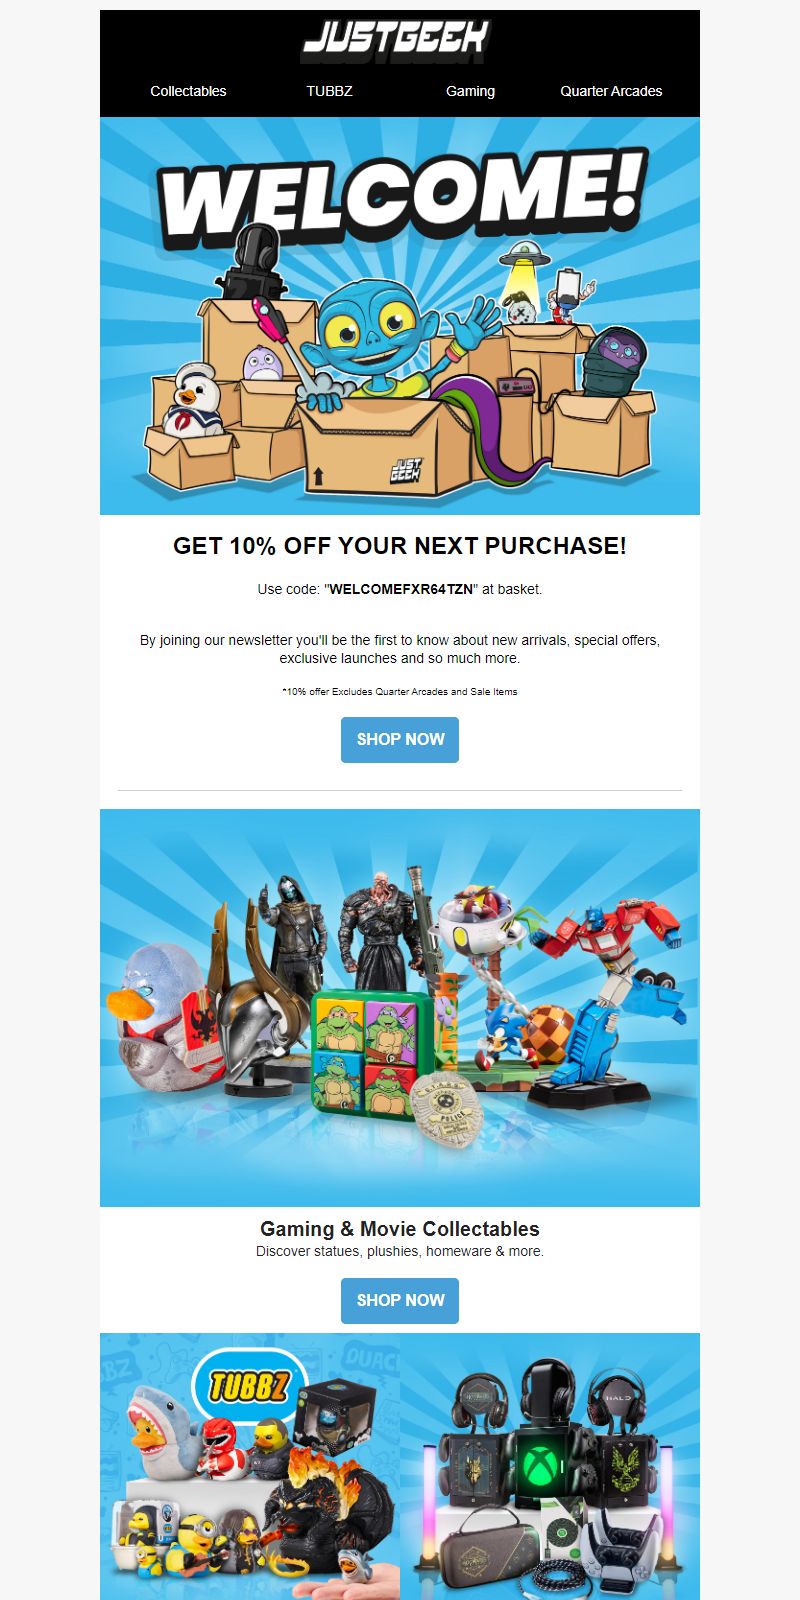 JUSTGEEK
Collectables TUBBZ Gaming Quarter Arcades
WELCOME!
JUST
GEEK
GET 10% OFF YOUR NEXT PURCHASE!
Use code: "WELCOMEFXR64TZN" at basket.
By joining our newsletter you'll be the first to know about new arrivals, special offers,
exclusive launches and so much more.
*10% offer Excludes Quarter Arcades and Sale Items
SHOP NOW
POLICE
Gaming & Movie Collectables
Discover statues, plushies, homeware & more.
SHOP NOW
TUBBZ
HALO